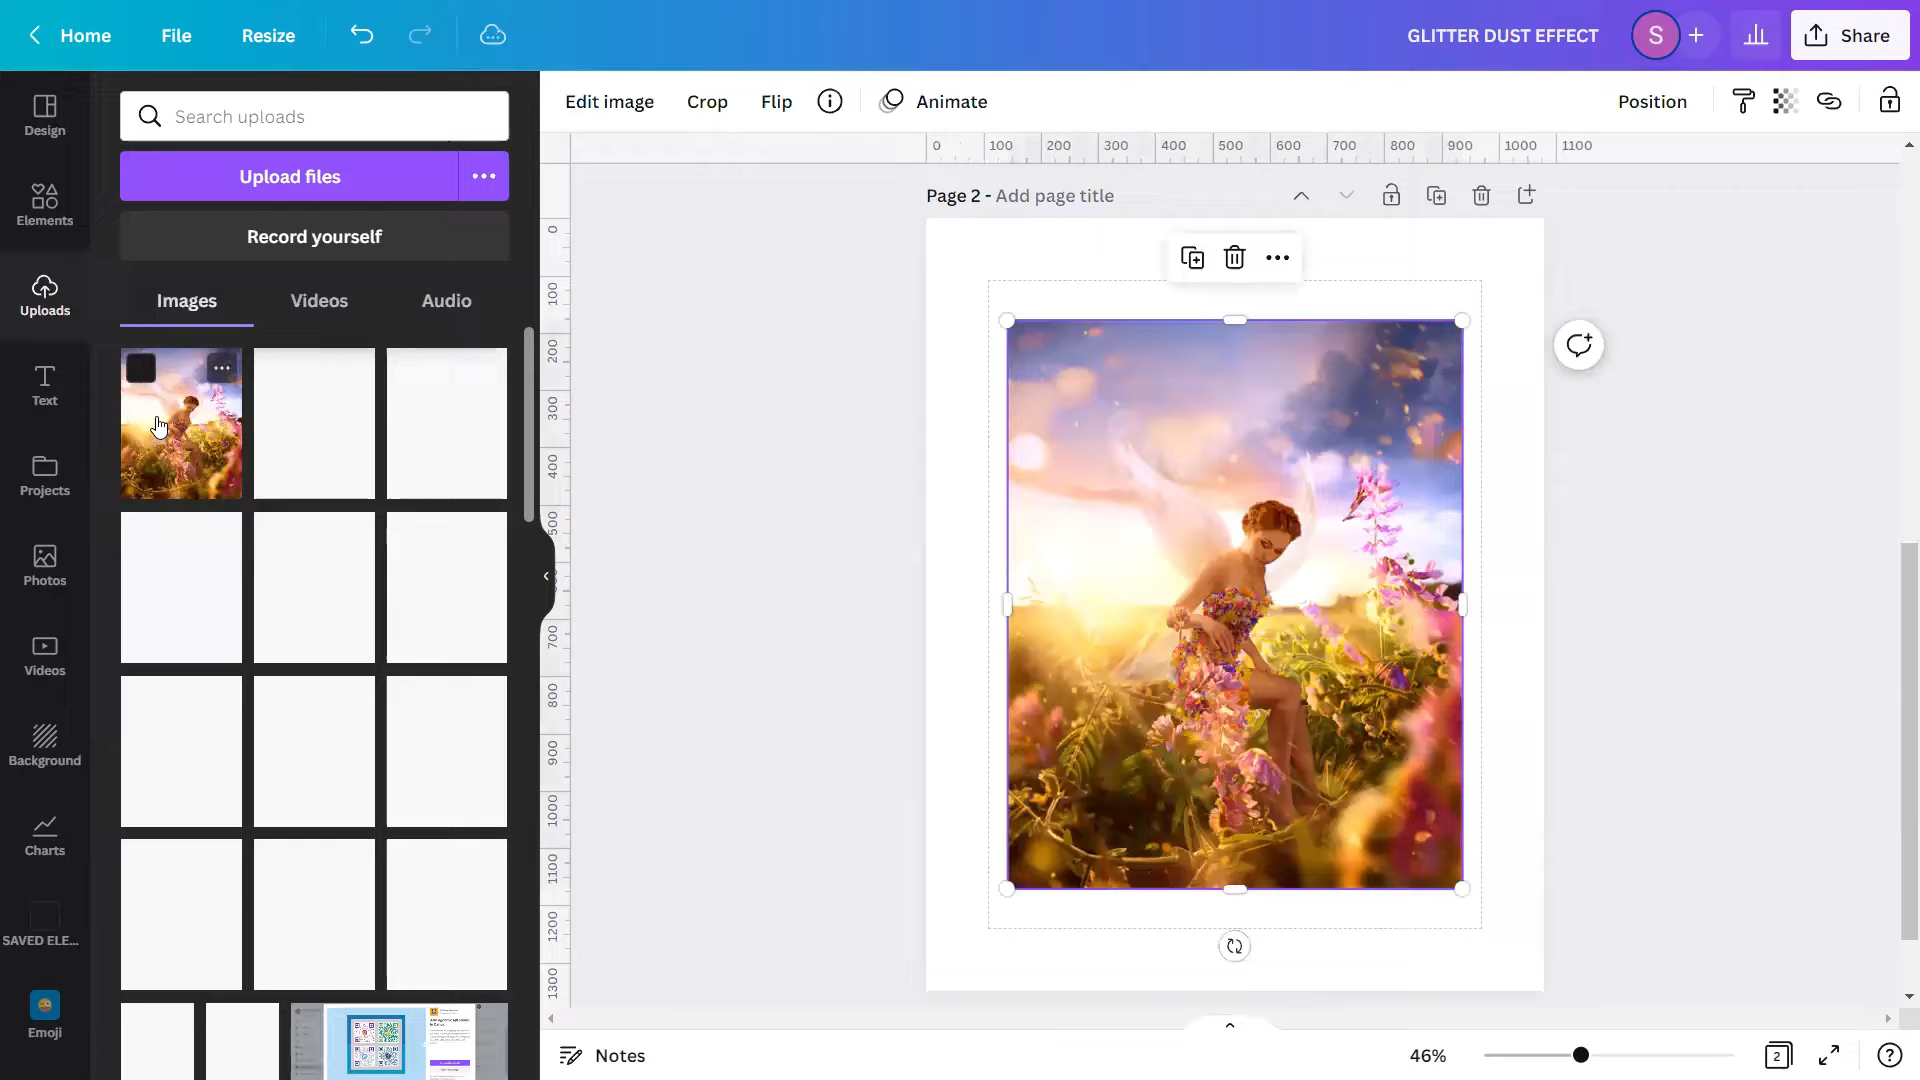 Home
File
Resize
GLITTER DUST EFFECT
S
Share
Design
Elements
Uploads
Text
Projects
Photos
Videos
Background
Charts
SAVED ELE...
Emoji
Search uploads
Upload files
Record yourself
Images
Videos
Audio
Edit image
Crop
Flip
Animate
Position
0 100 200 300 400 500 600 700 800 900 1000 1100
Page 2 - Add page title
0
100
200
300
400
500
700
800
900
1000
1100
1200
1300
Notes
46%
2